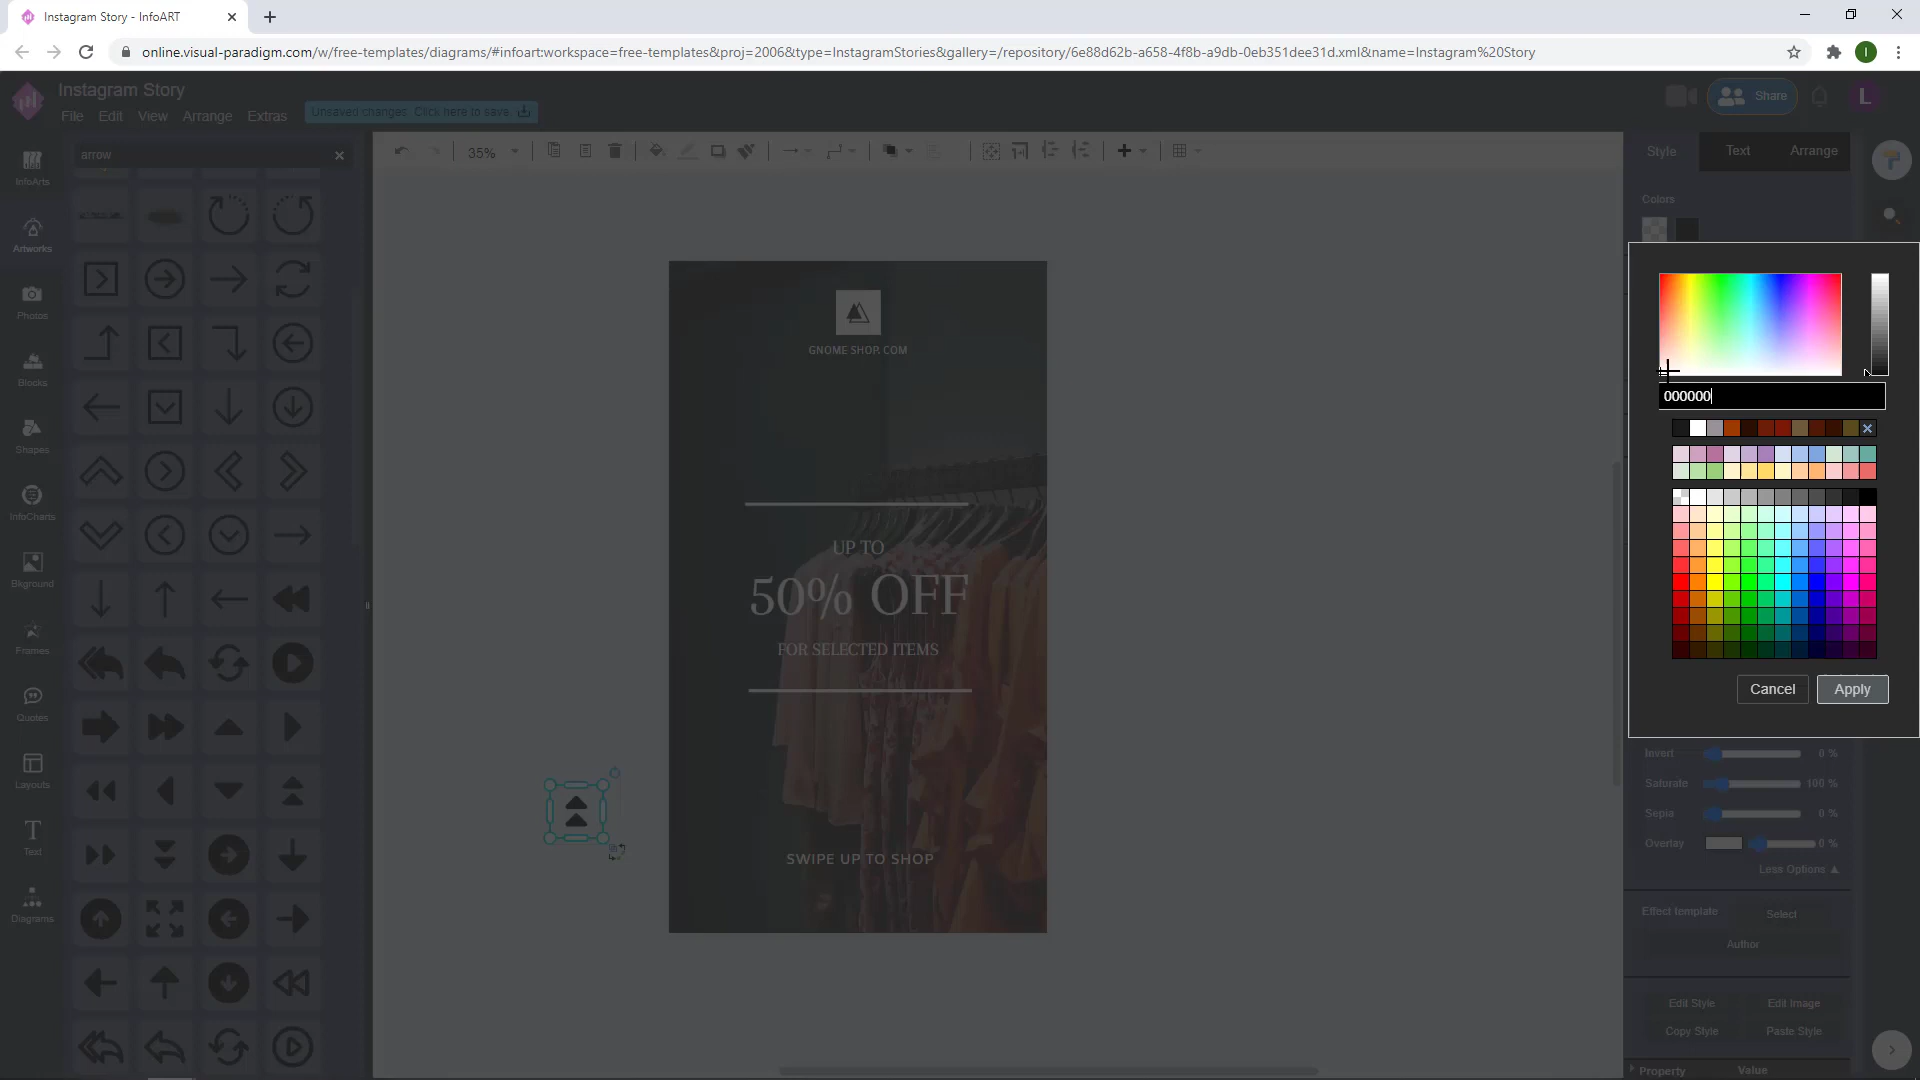 Instagram Story - InfoART
online.visual-paradigm.com/w/free-templates/diagrams/#infoart:workspace=free-templates&proj=2006&type=InstagramStories&gallery=/repository/6e88d62b-a658-4f8b-a9db-0eb351dee31d.xml&name=Instagram%20Story
I
Instagram Story
File
Edit
View
Arrange
Extras
Unsaved changes. Click here to save
Share
L
InfoArts
Artworks
Photos
Blocks
Shapes
InfoCharts
Bkground
Frames
Quotes
Layouts
Text
Diagrams
arrow
35%
GNOME SHOP. COM
UP TO
50% OFF
FOR SELECTED ITEMS
SWIPE UP TO SHOP
Style
Text
Arrange
Colors
000000
Cancel
Apply
Invert
0 %
Saturate
100 %
Sepia
0 %
Overlay
0 %
Less Options
Effect template
Select
Author
Edit Style
Edit Image
Copy Style
Paste Style
Property
Value